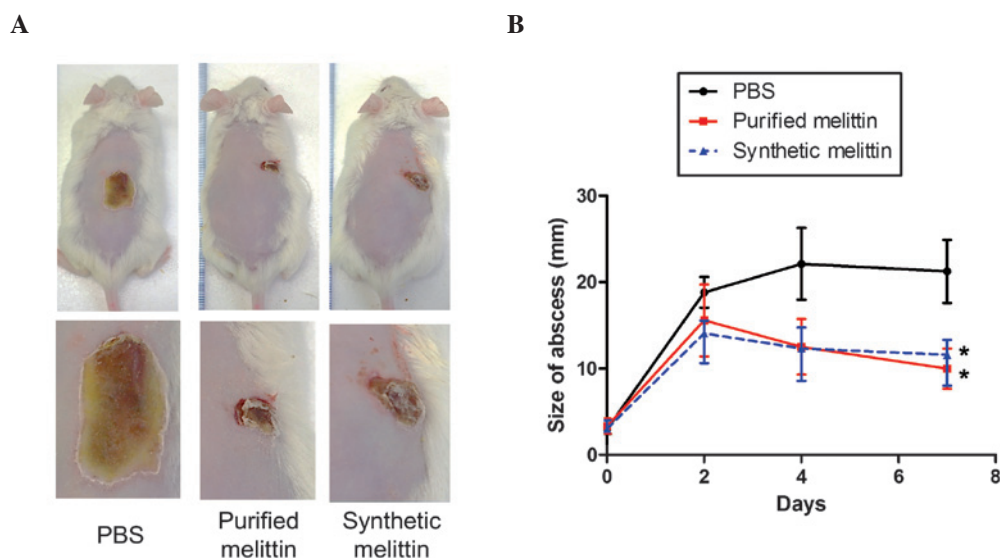 A
B
PBS
Purified melittin
Synthetic melittin
30
20
10
0
Size of abscess (mm)
0
2
4
6
8
Days
*
*
PBS
Purified
melittin
Synthetic
melittin